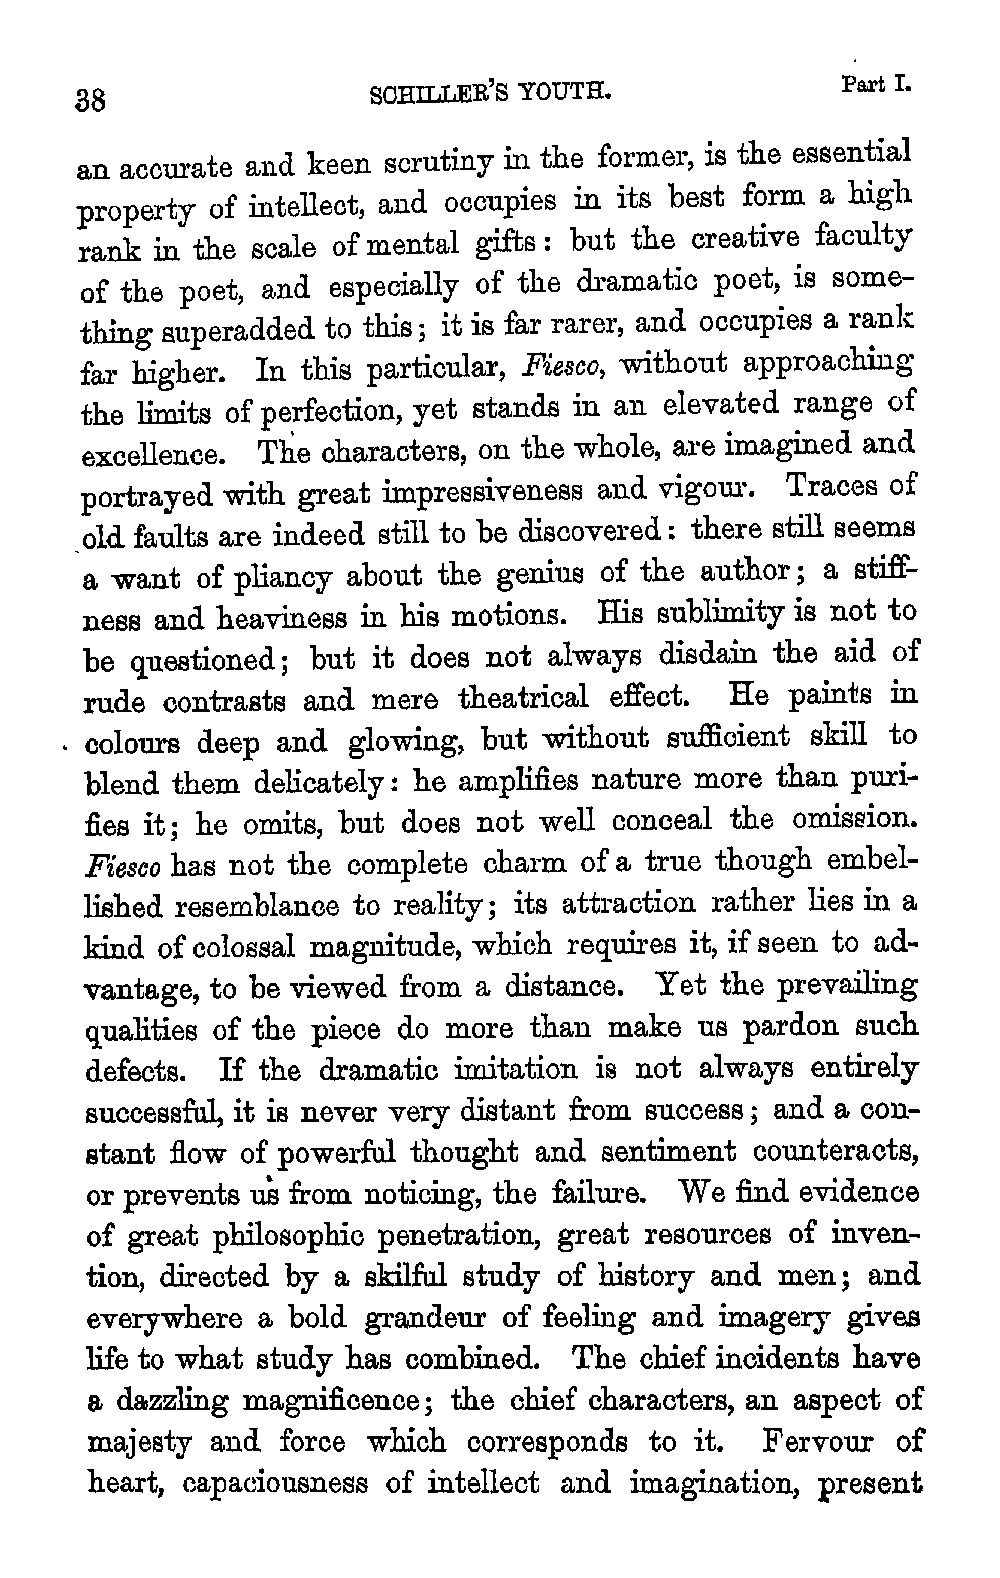 38 SCHILLER'S YOUTH. Part I.
an accurate and keen scrutiny in the former, is the essential
property of intellect, and occupies in its best form a high
rank in the scale of mental gifts: but the creative faculty
of the poet, and especially of the dramatic poet, is some-
thing superadded to this; it is far rarer, and occupies a rank
far higher. In this particular, Fiesco, without approaching
the limits of perfection, yet stands in an elevated range of
excellence. The characters, on the whole, are imagined and
portrayed with great impressiveness and vigour. Traces of
old faults are indeed still to be discovered: there still seems
a want of pliancy about the genius of the author; a stiff-
ness and heaviness in his motions. His sublimity is not to
be questioned; but it does not always disdain the aid of
rude contrasts and mere theatrical effect. He paints in
colours deep and glowing, but without sufficient skill to
blend them delicately: he amplifies nature more than puri-
fies it; he omits, but does not well conceal the omission.
Fiesco has not the complete charm of a true though embel-
lished resemblance to reality; its attraction rather lies in a
kind of colossal magnitude, which requires it, if seen to ad-
vantage, to be viewed from a distance. Yet the prevailing
qualities of the piece do more than make us pardon such
defects. If the dramatic imitation is not always entirely
successful, it is never very distant from success; and a con-
stant flow of powerful thought and sentiment counteracts,
or prevents us from noticing, the failure. We find evidence
of great philosophic penetration, great resources of inven-
tion, directed by a skilful study of history and men; and
everywhere a bold grandeur of feeling and imagery gives
life to what study has combined. The chief incidents have
a dazzling magnificence; the chief characters, an aspect of
majesty and force which corresponds to it. Fervour of
heart, capaciousness of intellect and imagination, present